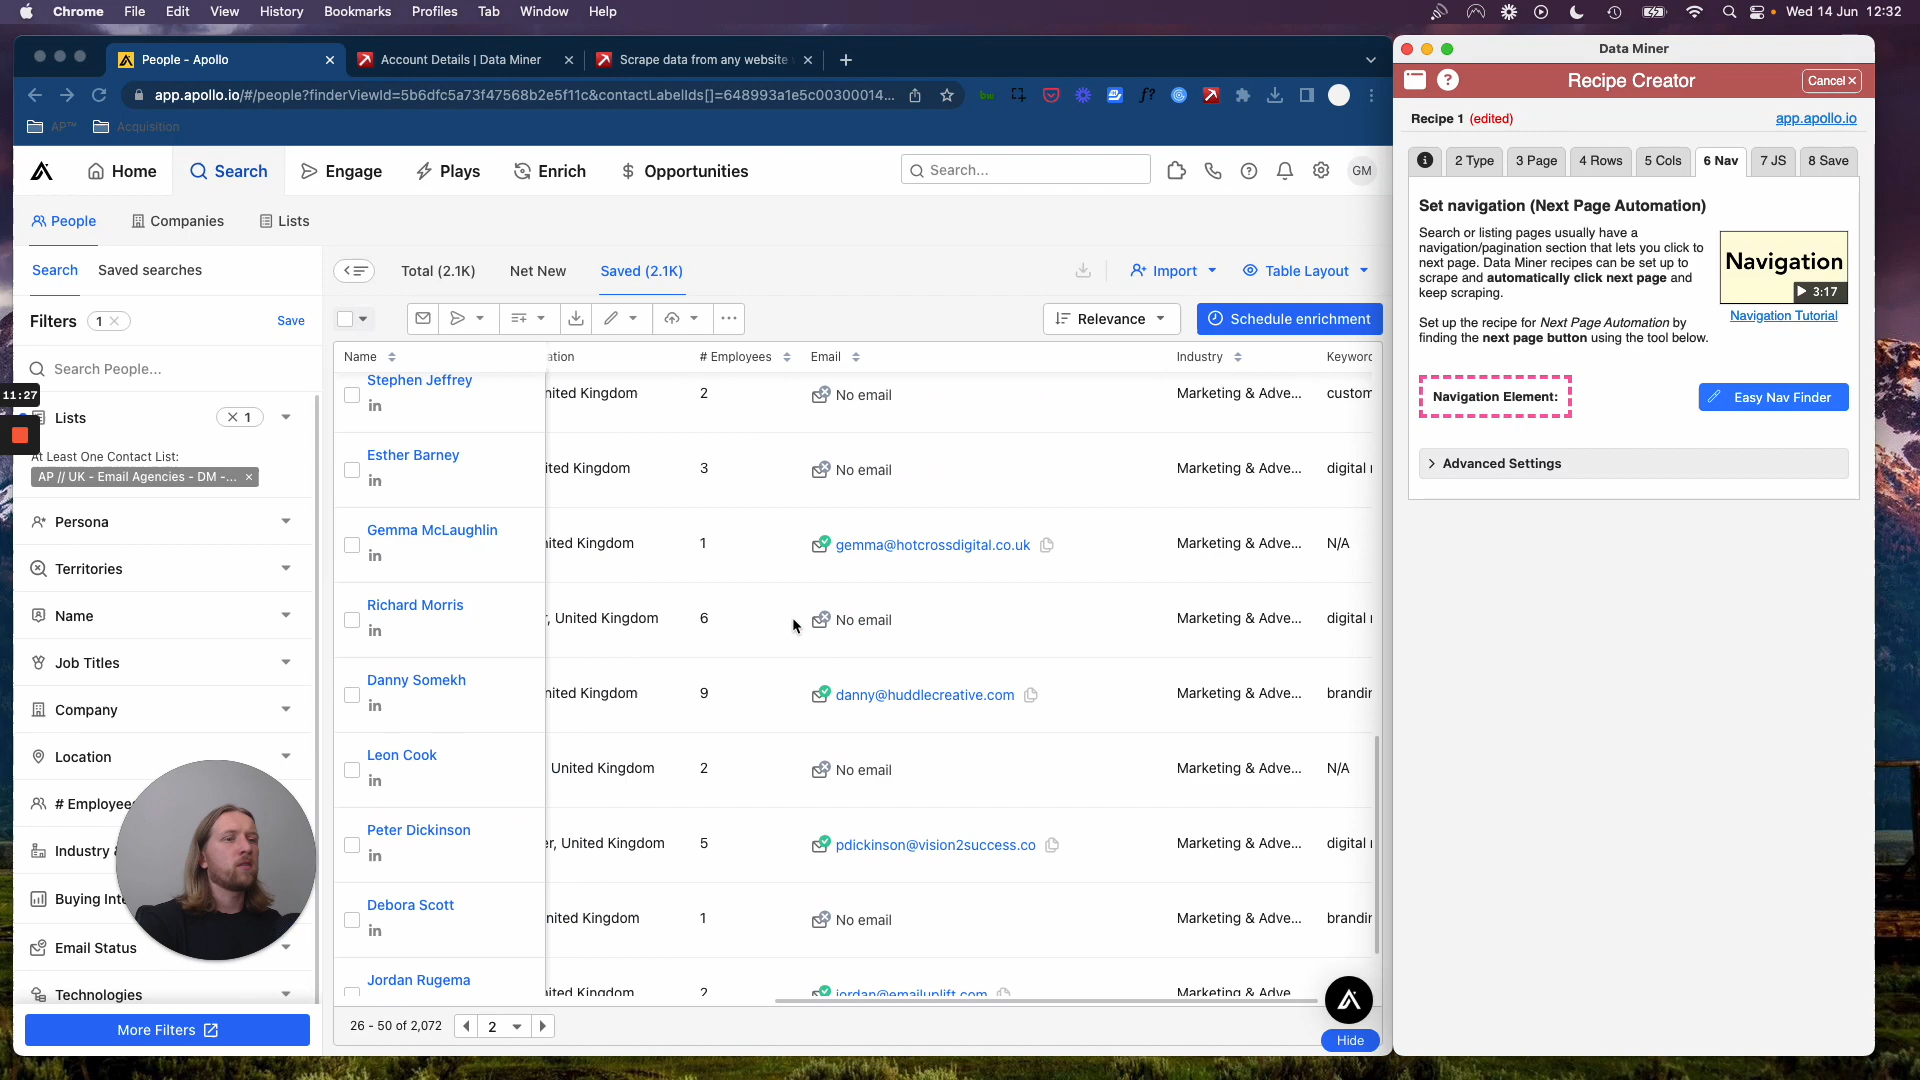 Chrome File Edit View History Bookmarks Profiles Tab Window Help
Wed 14 Jun 12:32
People - Apollo
Account Details | Data Miner
Scrape data from any website
app.apollo.io/#/people?finderViewId=5b6dfc5a73f47568b2e5f11c&contactLabelIds[]=648993a1e5c00300014...
AP™ Acquisition
Home Search Engage Plays Enrich Opportunities
Search...
GM
People Companies Lists
Search Saved searches
Total (2.1K) Net New Saved (2.1K)
Import Table Layout
Filters 1
Save
Relevance
Schedule enrichment
Search People...
11:27
Lists
1
At Least One Contact List:
AP // UK - Email Agencies - DM -...
Persona
Territories
Name
Job Titles
Company
Location
# Employees
Industry
Buying Inte
Email Status
Technologies
More Filters
Name ation # Employees Email Industry Keyword
Stephen Jeffrey nited Kingdom 2 No email custom
Esther Barney ited Kingdom 3 No email Marketing & Adve... digital
Gemma McLaughlin nited Kingdom 1 gemma@hotcrossdigital.co.uk Marketing & Adve... N/A
Richard Morris , United Kingdom 6 No email Marketing & Adve... digital
Danny Somekh nited Kingdom 9 danny@huddlecreative.com Marketing & Adve... brandin
Leon Cook United Kingdom 2 No email Marketing & Adve... N/A
Peter Dickinson er, United Kingdom 5 pdickinson@vision2success.co Marketing & Adve... digital
Debora Scott nited Kingdom 1 No email Marketing & Adve... brandin
Jordan Rugema ited Kingdom 2 jordan@emailuplift.com Marketing & Adve
26 - 50 of 2,072
2
Hide
Data Miner
Recipe Creator
Cancel
Recipe 1 (edited)
app.apollo.io
2 Type 3 Page 4 Rows 5 Cols 6 Nav 7 JS 8 Save
Set navigation (Next Page Automation)
Search or listing pages usually have a
navigation/pagination section that lets you click to
next page. Data Miner recipes can be set up to
scrape and automatically click next page and
keep scraping.
Navigation
3:17
Navigation Tutorial
Set up the recipe for Next Page Automation by
finding the next page button using the tool below.
Navigation Element:
Easy Nav Finder
Advanced Settings